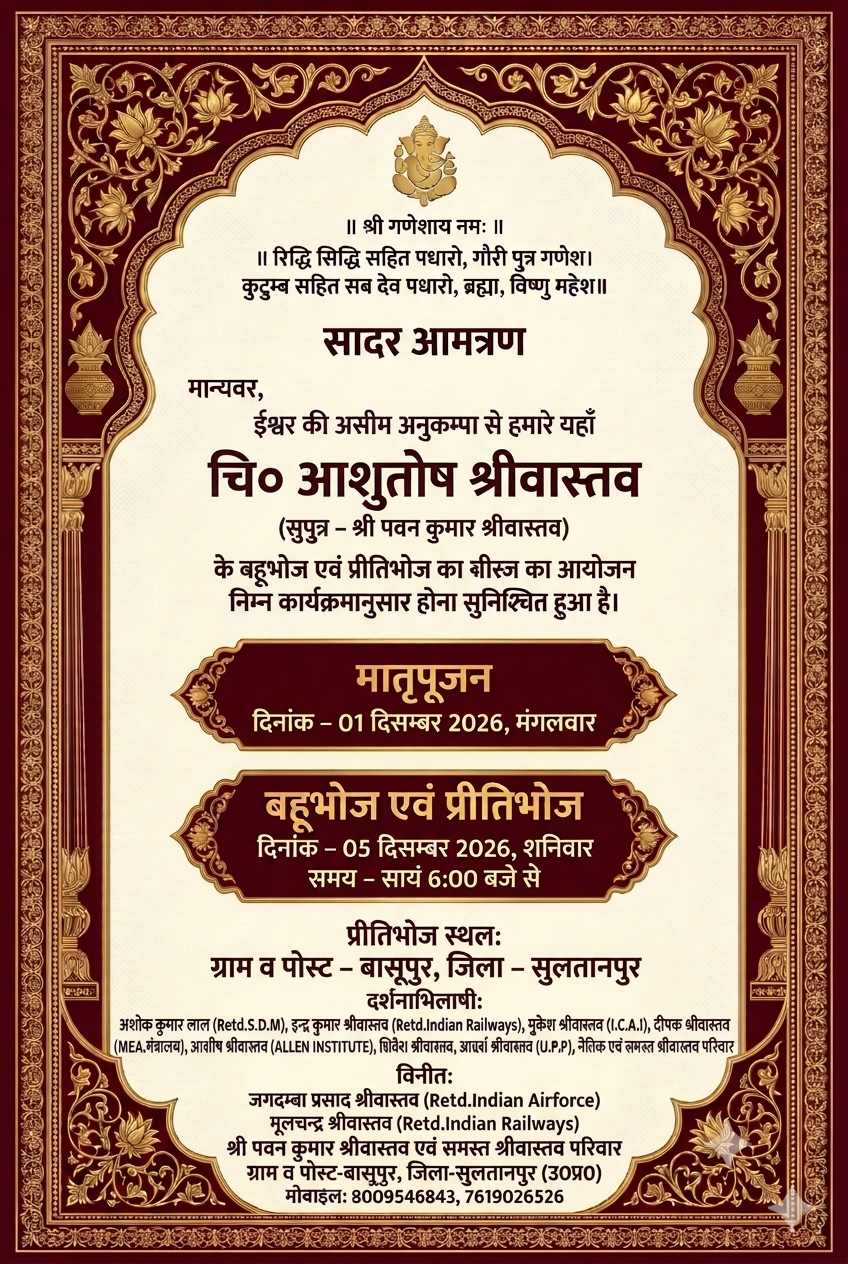 ॥ श्री गणेशाय नमः ॥
॥ रिद्धि सिद्धि सहित पधारो, गौरी पुत्र गणेश।
कुटुम्ब सहित सब देव पधारो, ब्रह्मा, विष्णु महेश॥
सादर आमत्रण
मान्यवर,
ईश्वर की असीम अनुकम्पा से हमारे यहाँ
चि० आशुतोष श्रीवास्तव
(सुपुत्र – श्री पवन कुमार श्रीवास्तव)
के बहूभोज एवं प्रीतिभोज का का आयोजन
निम्न कार्यक्रमानुसार होना सुनिश्चित हुआ है।
मातृपूजन
दिनांक – 01 दिसम्बर 2026, मंगलवार
बहूभोज एवं प्रीतिभोज
दिनांक – 05 दिसम्बर 2026, शनिवार
समय – सायं 6:00 बजे से
प्रीतिभोज स्थल:
ग्राम व पोस्ट – बासूपुर, जिला – सुलतानपुर
दर्शनाभिलाषी:
अशोक कुमार लाल (Retd.S.D.M), इन्द्र कुमार श्रीवास्तव (Retd.Indian Railways), मुकेश श्रीवास्तव (I.C.A.I), दीपक श्रीवास्तव
(MEA.मंत्रालय), श्रीवास्तव (ALLEN INSTITUTE), श्रीवास्तव, श्रीवास्तव (U.P.P), नैतिक एवं समस्त श्रीवास्तव परिवार
विनीत:
जगदम्बा प्रसाद श्रीवास्तव (Retd.Indian Airforce)
मूलचन्द्र श्रीवास्तव (Retd.Indian Railways)
श्री पवन कुमार श्रीवास्तव एवं समस्त श्रीवास्तव परिवार
ग्राम व पोस्ट-बासूपुर, जिला-सुलतानपुर (उ0प्र0)
मोबाइल: 8009546843, 7619026526